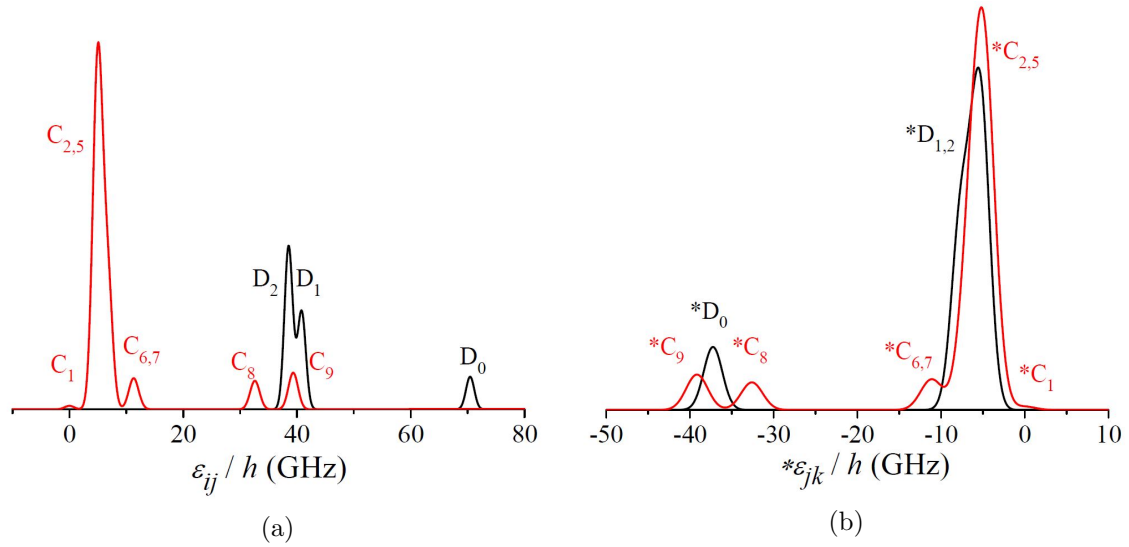 C₂,₅
C₁
C₆,₇
C₈
D₂
D₁
C₉
D₀
0
20
40
60
80
εᵢⱼ / h (GHz)
(a)
*C₂,₅
*D₁,₂
*D₀
*C₉
*C₈
*C₆,₇
*C₁
-50
-40
-30
-20
-10
0
10
*εⱼₖ / h (GHz)
(b)